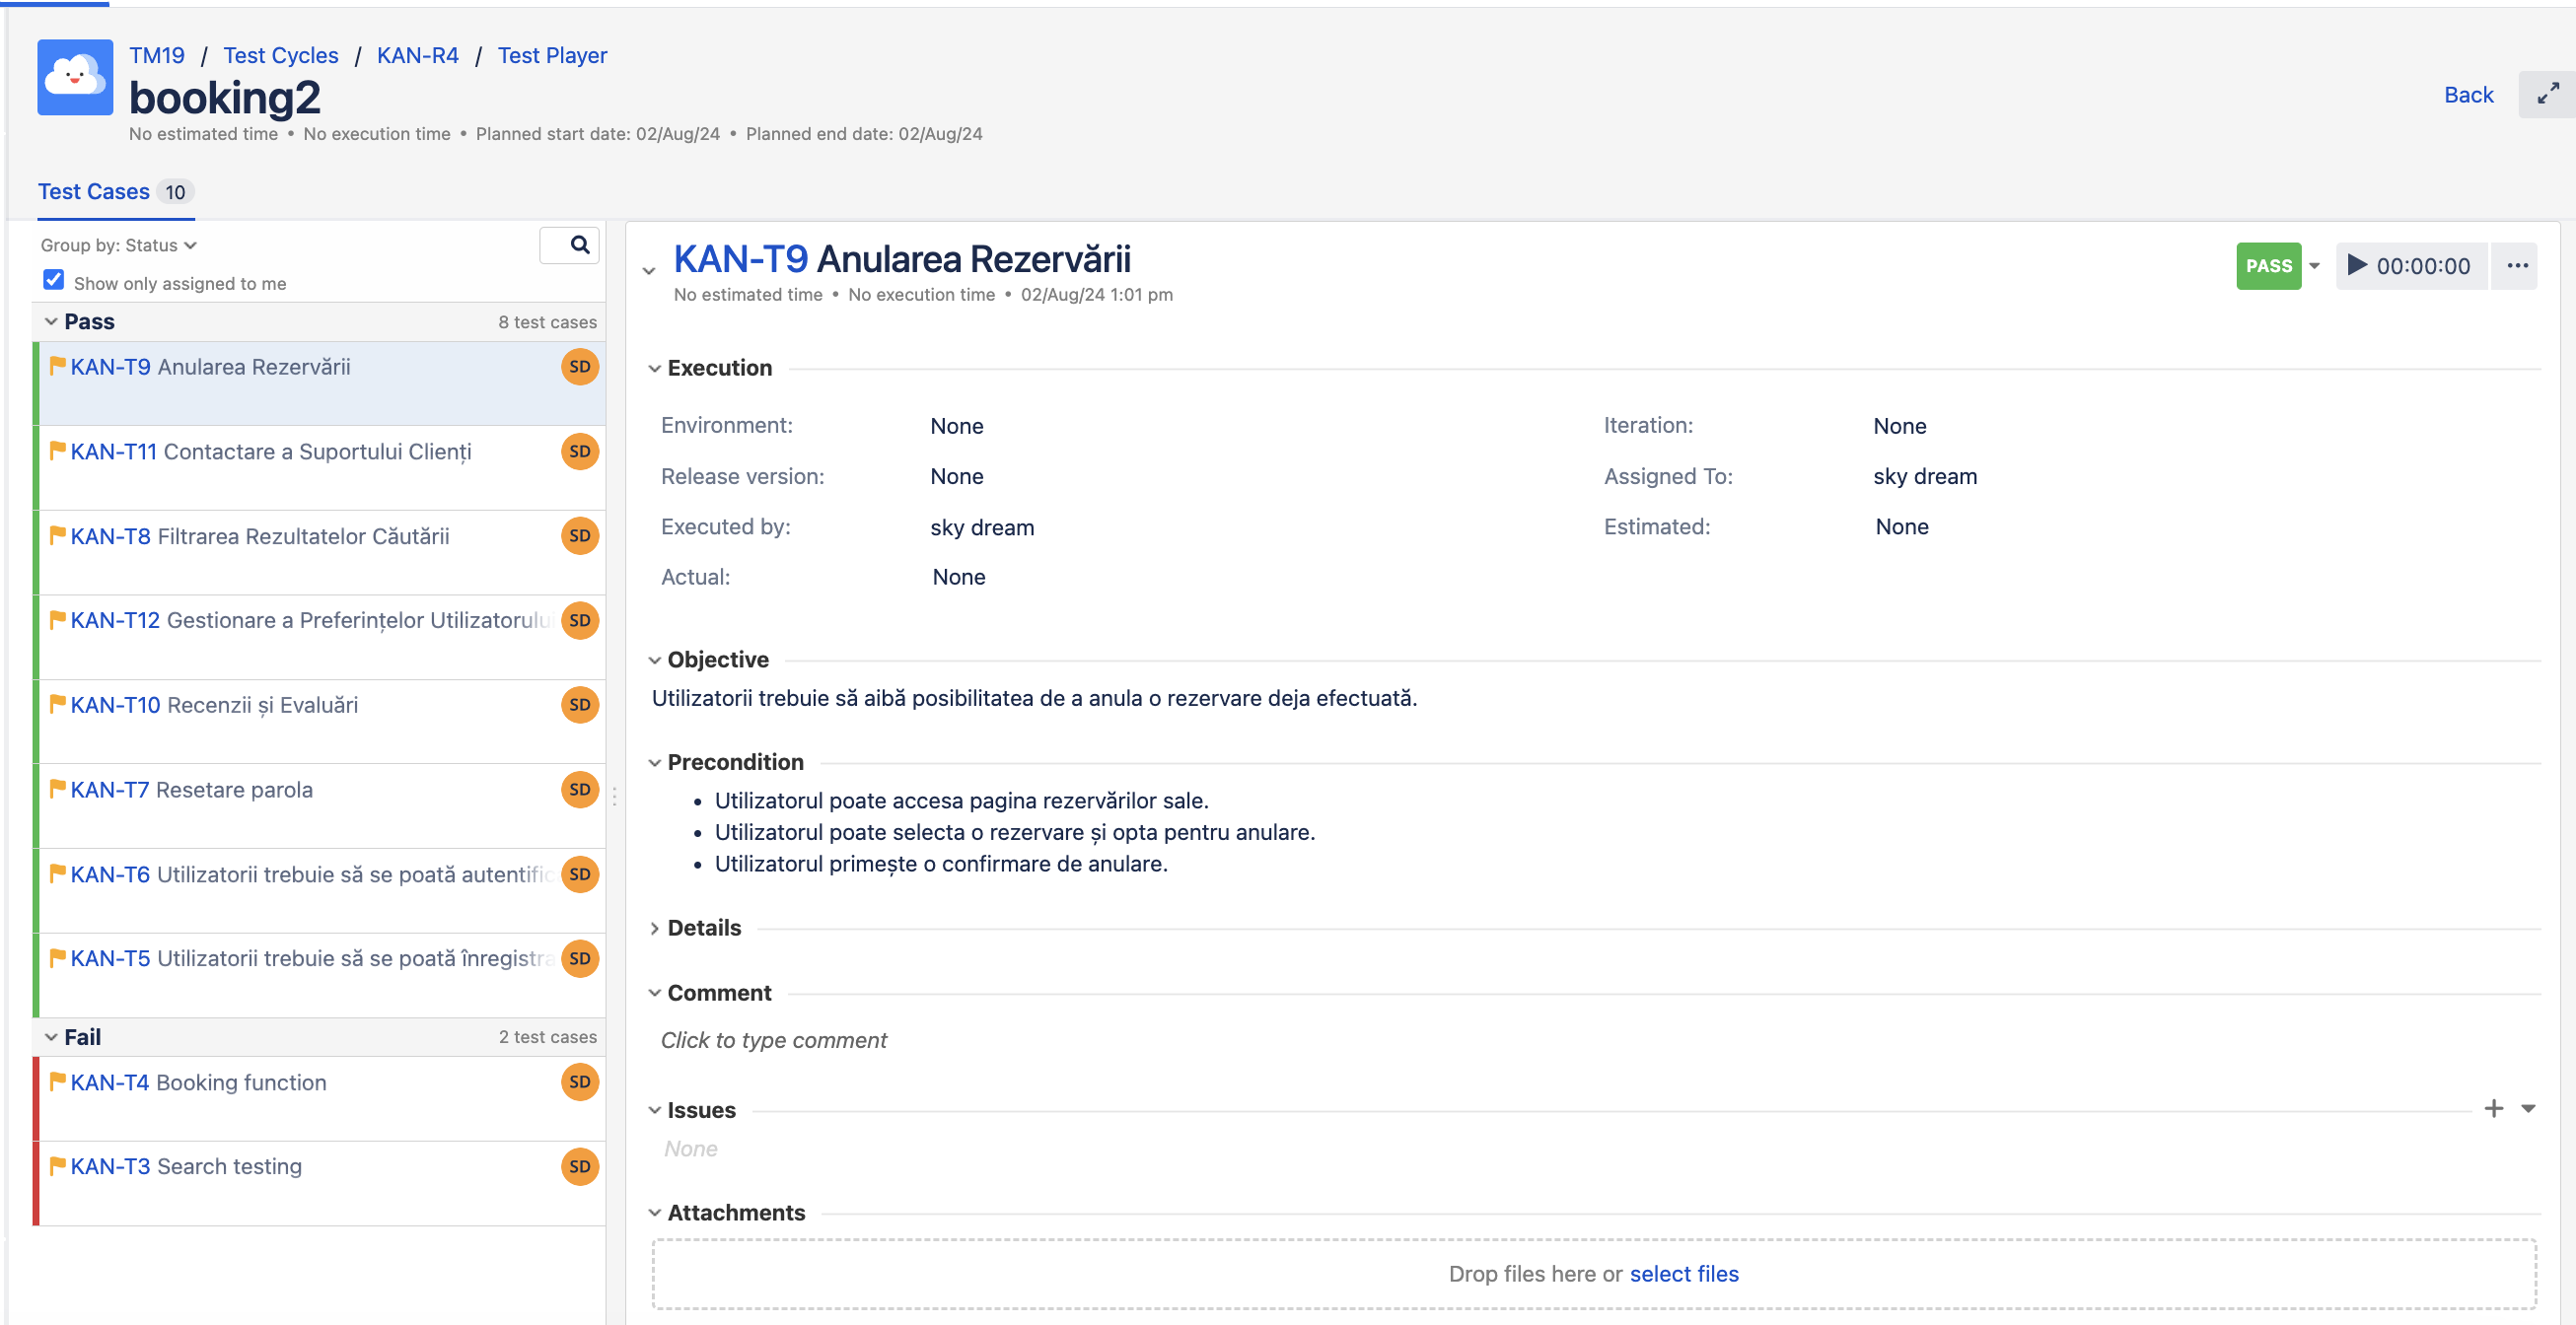 TM19 / Test Cycles / KAN-R4 / Test Player
booking2
No estimated time • No execution time • Planned start date: 02/Aug/24 • Planned end date: 02/Aug/24
Back
Test Cases 10
Group by: Status
Show only assigned to me
Pass 8 test cases
KAN-T9 Anularea Rezervării SD
KAN-T11 Contactare a Suportului Clienți SD
KAN-T8 Filtrarea Rezultatelor Căutării SD
KAN-T12 Gestionare a Preferințelor Utilizatorului SD
KAN-T10 Recenzii și Evaluări SD
KAN-T7 Resetare parola SD
KAN-T6 Utilizatorii trebuie să se poată autentific SD
KAN-T5 Utilizatorii trebuie să se poată înregistra SD
Fail 2 test cases
KAN-T4 Booking function SD
KAN-T3 Search testing SD
KAN-T9 Anularea Rezervării
PASS 00:00:00
No estimated time • No execution time • 02/Aug/24 1:01 pm
Execution
Environment: None
Iteration: None
Release version: None
Assigned To: sky dream
Executed by: sky dream
Estimated: None
Actual: None
Objective
Utilizatorii trebuie să aibă posibilitatea de a anula o rezervare deja efectuată.
Precondition
• Utilizatorul poate accesa pagina rezervărilor sale.
• Utilizatorul poate selecta o rezervare și opta pentru anulare.
• Utilizatorul primește o confirmare de anulare.
Details
Comment
Click to type comment
Issues
None
Attachments
Drop files here or select files